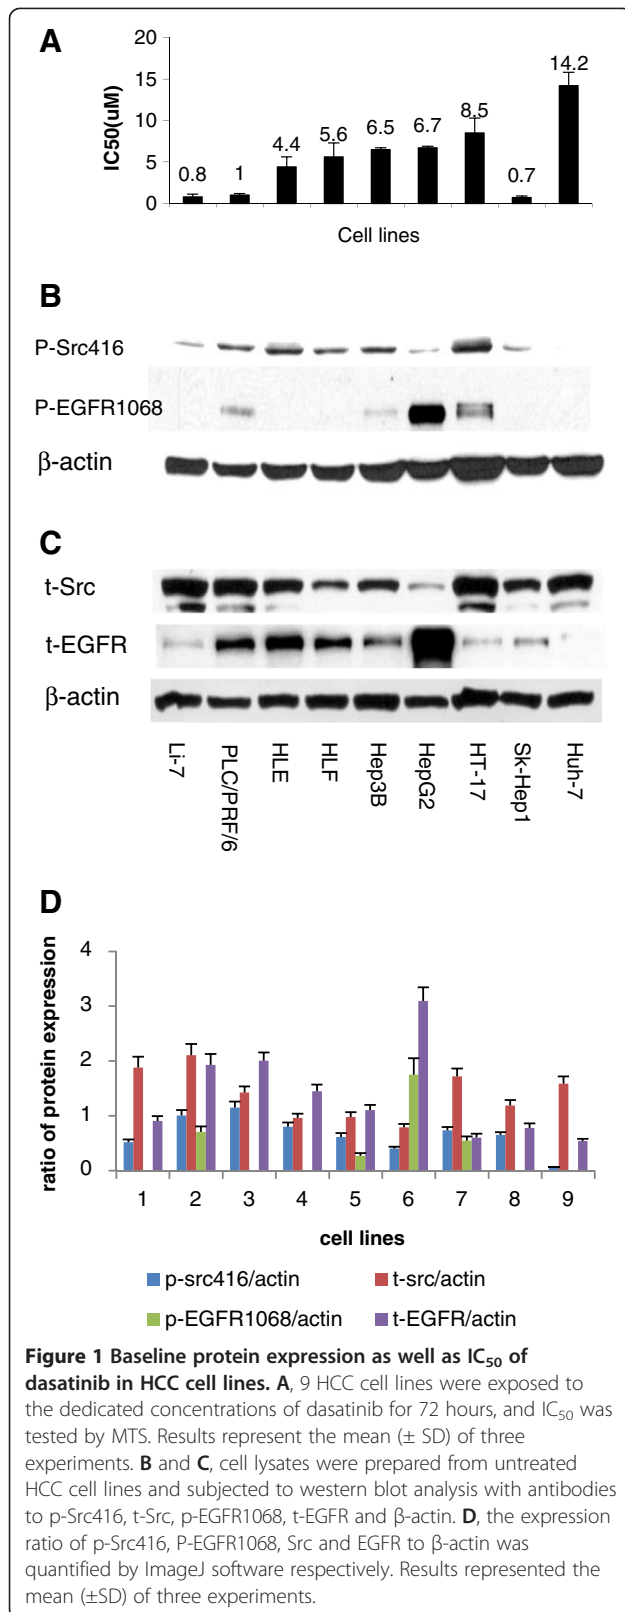 A
20
15
10
5
0
IC50(uM)
0.8
1
4.4
5.6
6.5
6.7
8.5
0.7
14.2
Cell lines
B
P-Src416
P-EGFR1068
β-actin
C
t-Src
t-EGFR
β-actin
Li-7
PLC/PRF/6
HLE
HLF
Hep3B
HepG2
HT-17
Sk-Hep1
Huh-7
D
4
3
2
1
0
ratio of protein expression
1 2 3 4 5 6 7 8 9
cell lines
p-src416/actin t-src/actin
p-EGFR1068/actin t-EGFR/actin
Figure 1 Baseline protein expression as well as IC50 of
dasatinib in HCC cell lines. A, 9 HCC cell lines were exposed to
the dedicated concentrations of dasatinib for 72 hours, and IC50 was
tested by MTS. Results represent the mean (± SD) of three
experiments. B and C, cell lysates were prepared from untreated
HCC cell lines and subjected to western blot analysis with antibodies
to p-Src416, t-Src, p-EGFR1068, t-EGFR and β-actin. D, the expression
ratio of p-Src416, P-EGFR1068, Src and EGFR to β-actin was
quantified by ImageJ software respectively. Results represented the
mean (±SD) of three experiments.